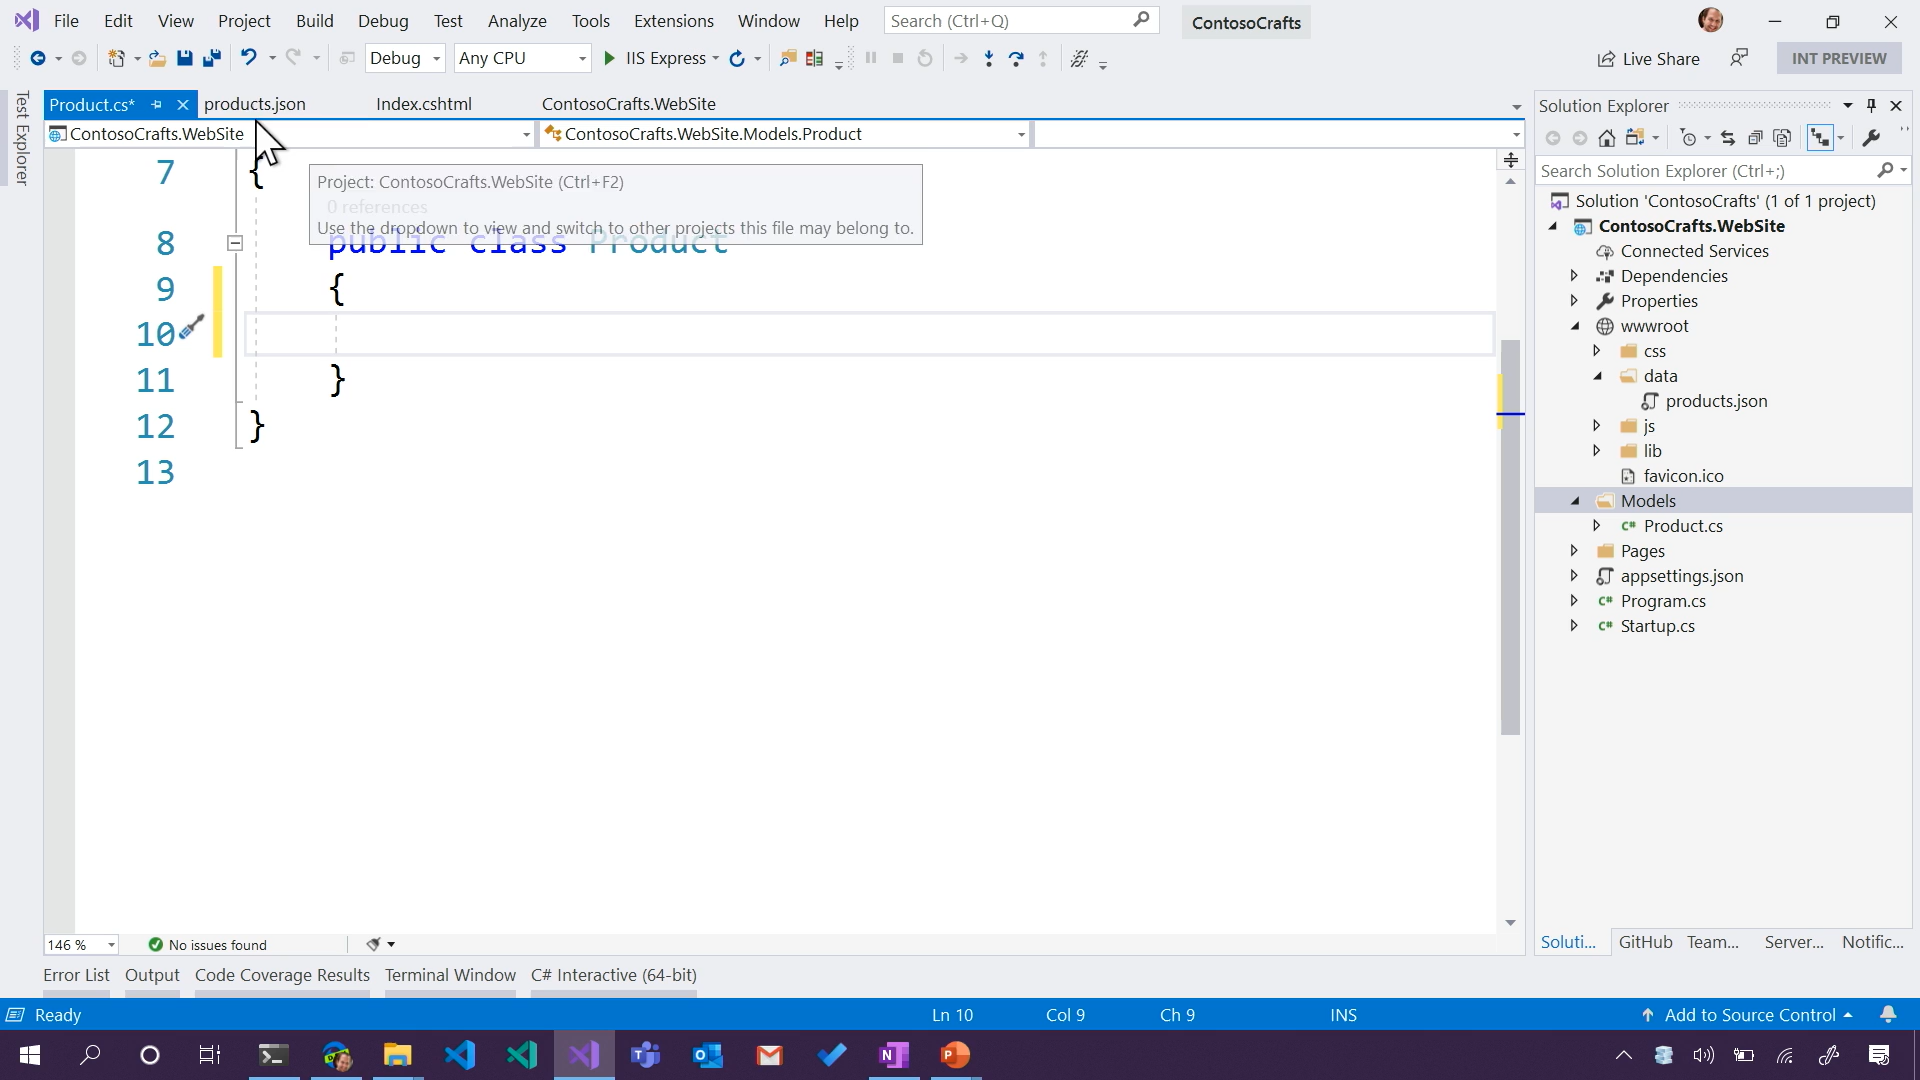 File Edit View Project Build Debug Test Analyze Tools Extensions Window Help Search (Ctrl+Q) ContosoCrafts
Debug Any CPU IIS Express Live Share INT PREVIEW
Test Explorer
Product.cs* products.json Index.cshtml ContosoCrafts.WebSite
ContosoCrafts.WebSite ContosoCrafts.WebSite.Models.Product
7 {
Project: ContosoCrafts.WebSite (Ctrl+F2)
0 references
Use the dropdown to view and switch to other projects this file may belong to.
8 public class Product
9 {
10
11 }
12 }
13
146 % No issues found
Error List Output Code Coverage Results Terminal Window C# Interactive (64-bit)
Solution Explorer
Search Solution Explorer (Ctrl+;)
Solution 'ContosoCrafts' (1 of 1 project)
ContosoCrafts.WebSite
Connected Services
Dependencies
Properties
wwwroot
css
data
products.json
js
lib
favicon.ico
Models
C# Product.cs
Pages
appsettings.json
C# Program.cs
C# Startup.cs
Soluti... GitHub Team... Server... Notific...
Ready Ln 10 Col 9 Ch 9 INS Add to Source Control